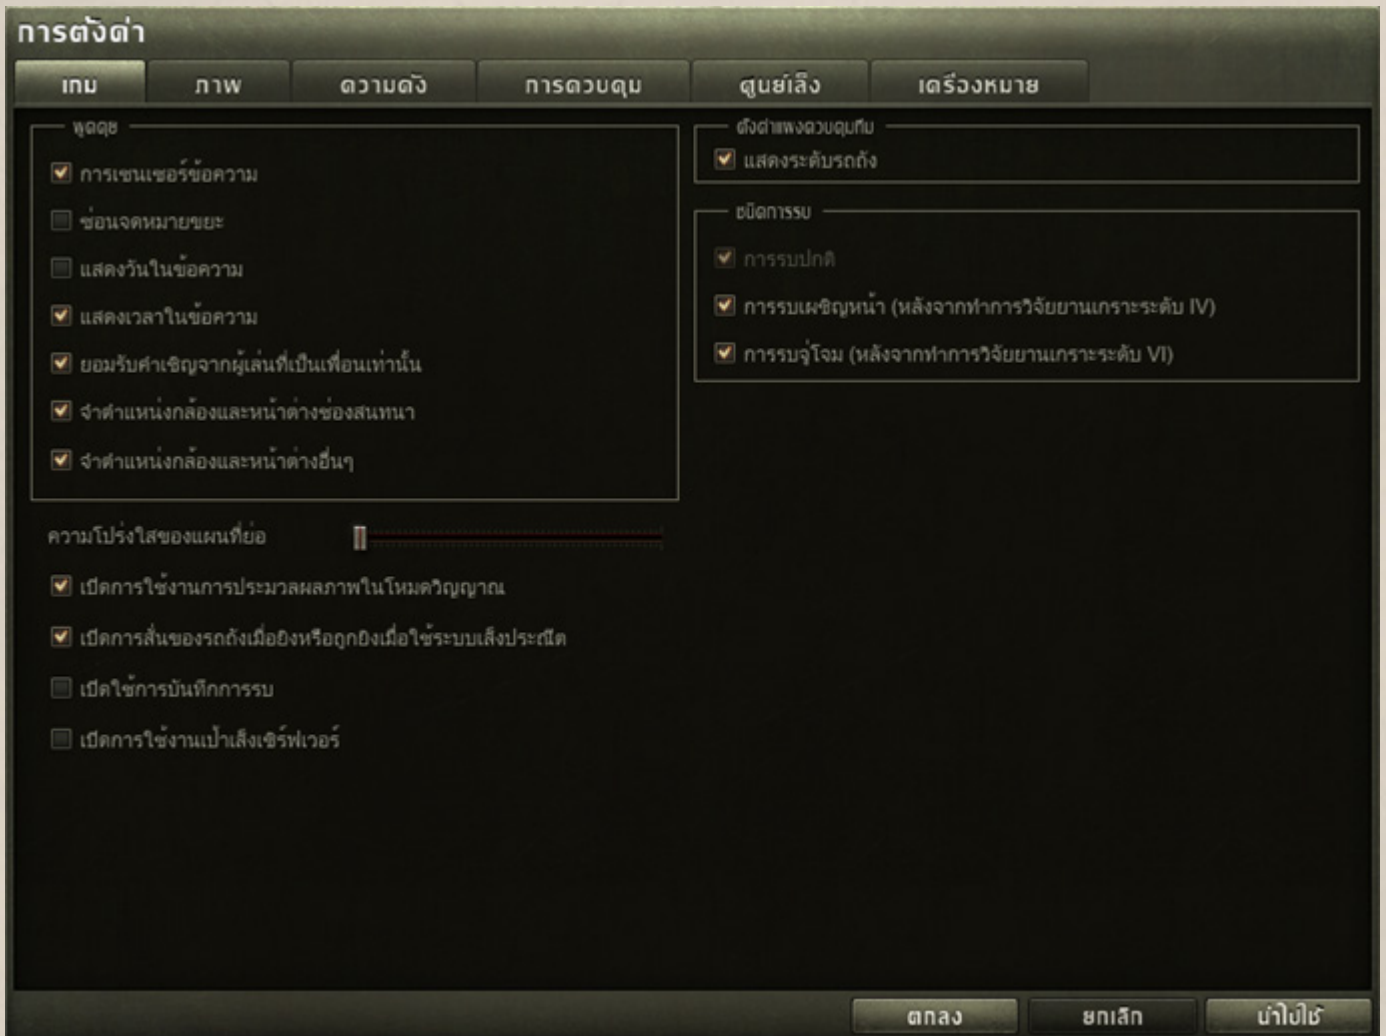 การตั้งค่า
เกม ภาพ ความดัง การควบคุม ศูนย์เล็ง เครื่องหมาย
พูดคุย
การเซนเซอร์ข้อความ
ซ่อนจดหมายขยะ
แสดงวันในข้อความ
แสดงเวลาในข้อความ
ยอมรับคำเชิญจากผู้เล่นที่เป็นเพื่อนเท่านั้น
จำตำแหน่งกล้องและหน้าต่างช่องสนทนา
จำตำแหน่งกล้องและหน้าต่างอื่นๆ
ความโปร่งใสของแผนที่ย่อ
เปิดการใช้งานการประมวลผลภาพในโหมดวิญญาณ
เปิดการสั่นของรถถังเมื่อยิงหรือถูกยิงเมื่อใช้ระบบเล็งประณีต
เปิดใช้การบันทึกการรบ
เปิดการใช้งานเป้าเล็งเซิร์ฟเวอร์
ตั้งค่าแผงควบคุมทีม
แสดงระดับรถถัง
ชนิดการรบ
การรบปกติ
การรบเผชิญหน้า (หลังจากทำการวิจัยยานเกราะระดับ IV)
การรบจู่โจม (หลังจากทำการวิจัยยานเกราะระดับ VI)
ตกลง ยกเลิก นำไปใช้